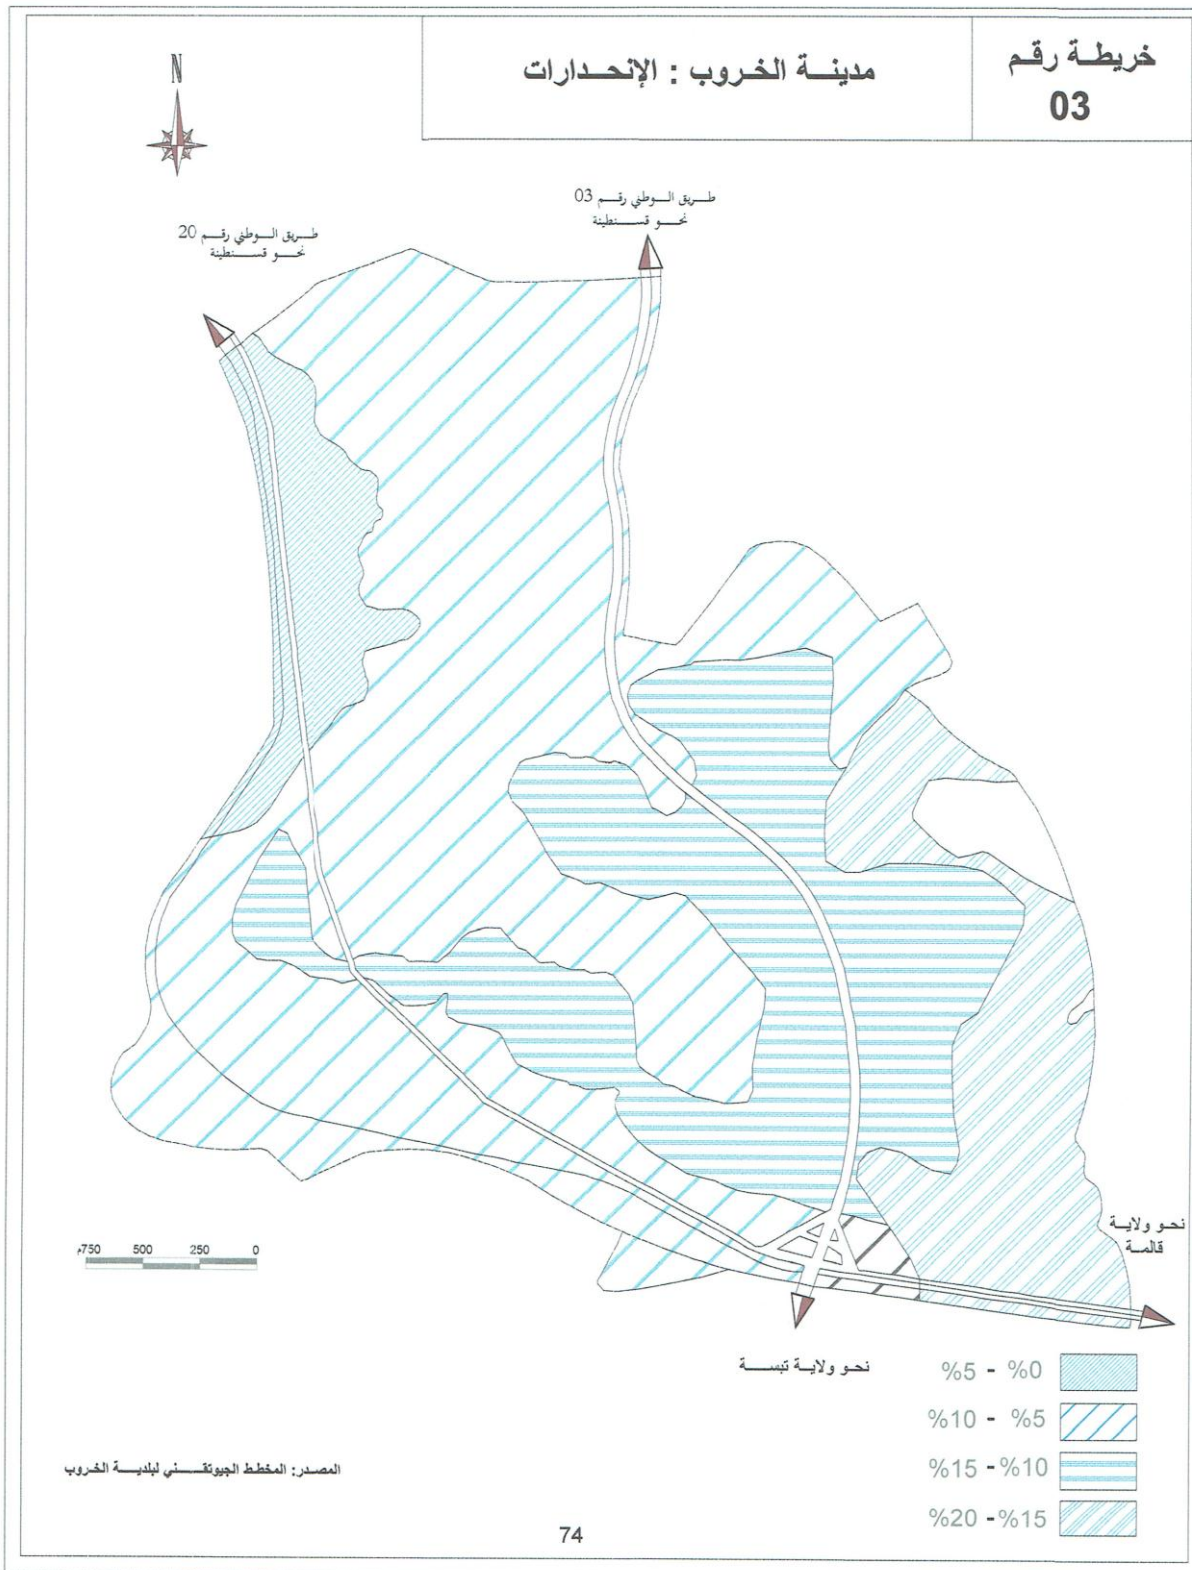 خريطة رقم
03
مدينة الخروب : الإنحدارات
N
طريق الوطني رقم 03
نحو قسنطينة
طريق الوطني رقم 20
نحو قسنطينة
نحو ولاية
قالمة
750م 500 250 0
نحو ولاية تبسة
%5 - %0
%10 - %5
%15 - %10
%20 - %15
المصدر: المخطط الجيوتقني لبلدية الخروب
74